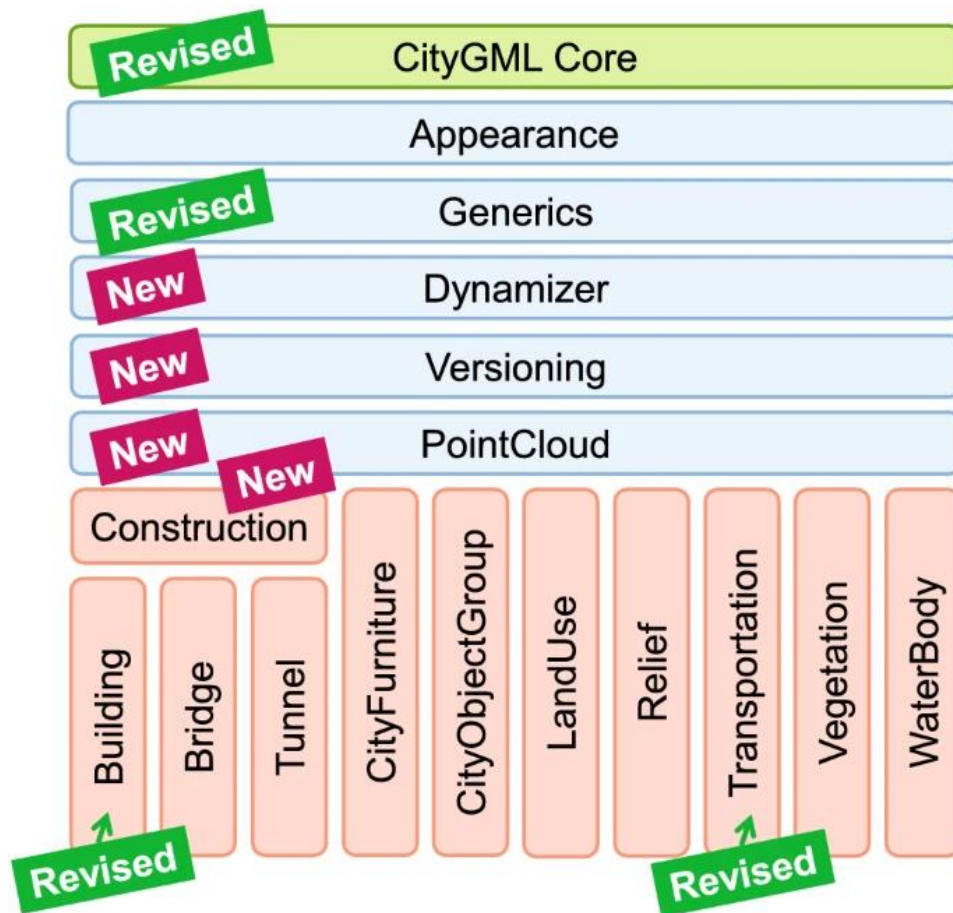 Revised
CityGML Core
Appearance
Revised
Generics
New
Dynamizer
New
Versioning
New
PointCloud
New
Construction
Building
Bridge
Tunnel
CityFurniture
CityObjectGroup
LandUse
Relief
Transportation
Vegetation
WaterBody
Revised
Revised